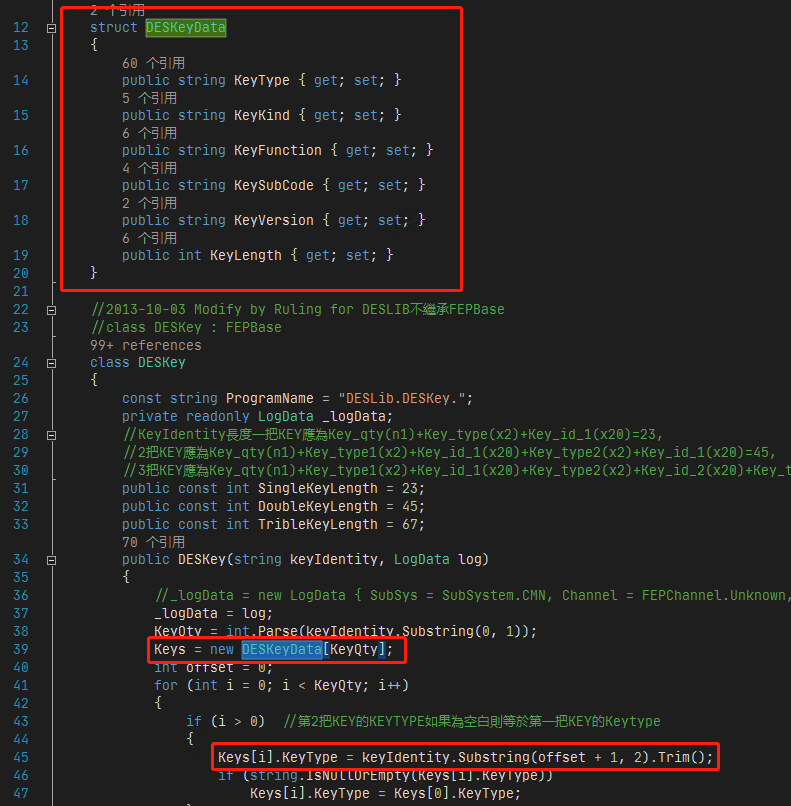 2 个引用
12 struct DESKeyData
13 {
60 个引用
14 public string KeyType { get; set; }
5 个引用
15 public string KeyKind { get; set; }
6 个引用
16 public string KeyFunction { get; set; }
4 个引用
17 public string KeySubCode { get; set; }
2 个引用
18 public string KeyVersion { get; set; }
6 个引用
19 public int KeyLength { get; set; }
20 }
21
22 //2013-10-03 Modify by Ruling for DESLIB不繼承FEPBase
23 //class DESKey : FEPBase
99+ references
24 class DESKey
25 {
26 const string ProgramName = "DESLib.DESKey.";
27 private readonly LogData _logData;
28 //KeyIdentity長度一把KEY應為Key_qty(n1)+Key_type(x2)+Key_id_1(x20)=23,
29 //2把KEY應為Key_qty(n1)+Key_type1(x2)+Key_id_1(x20)+Key_type2(x2)+Key_id_1(x20)=45,
30 //3把KEY應為Key_qty(n1)+Key_type1(x2)+Key_id_1(x20)+Key_type2(x2)+Key_id_2(x20)+Key_t
31 public const int SingleKeyLength = 23;
32 public const int DoubleKeyLength = 45;
33 public const int TribleKeyLength = 67;
70 个引用
34 public DESKey(string keyIdentity, LogData log)
35 {
36 //_logData = new LogData { SubSys = SubSystem.CMN, Channel = FEPChannel.Unknown,
37 _logData = log;
38 KeyQty = int.Parse(keyIdentity.Substring(0, 1));
39 Keys = new DESKeyData[KeyQty];
40 int offset = 0;
41 for (int i = 0; i < KeyQty; i++)
42 {
43 if (i > 0) //第2把KEY的KEYTYPE如果為空白則等於第一把KEY的Keytype
44 {
45 Keys[i].KeyType = keyIdentity.Substring(offset + 1, 2).Trim();
46 if (string.IsNullOrEmpty(Keys[i].KeyType))
47 Keys[i].KeyType = Keys[0].KeyType;